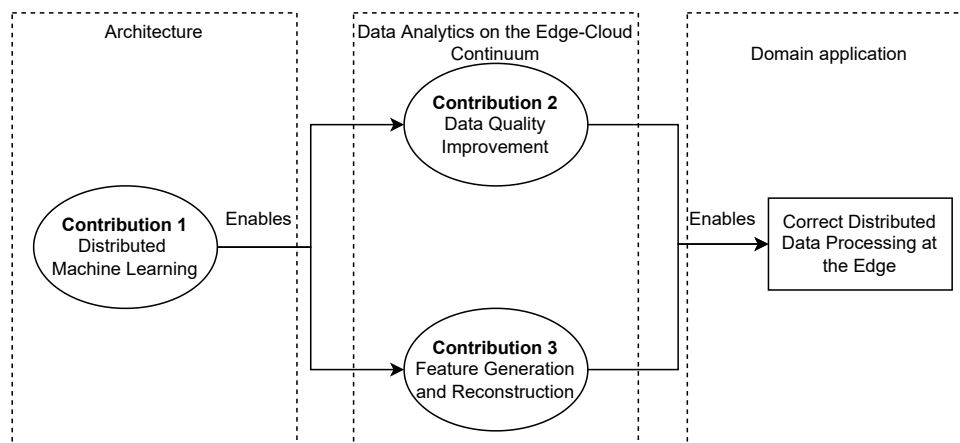 Architecture
Data Analytics on the Edge-Cloud
Continuum
Domain application
Contribution 1
Distributed
Machine Learning
Enables
Contribution 2
Data Quality
Improvement
Contribution 3
Feature Generation
and Reconstruction
Enables
Correct Distributed
Data Processing at
the Edge